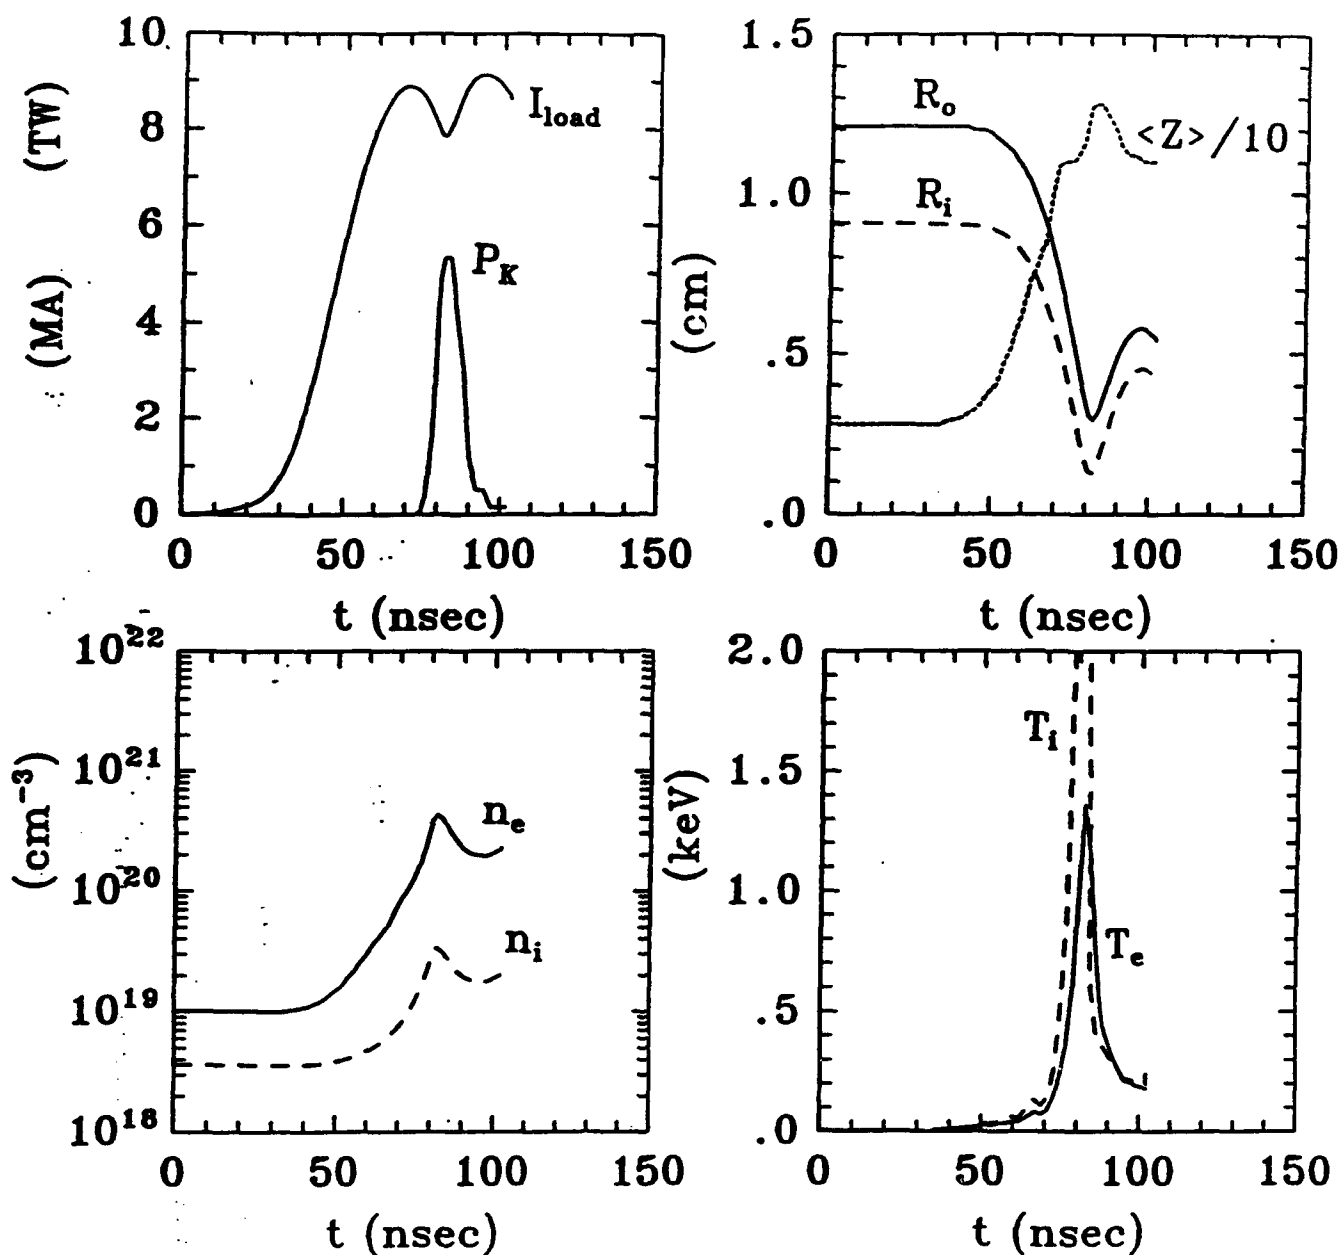 10
8
6
4
2
0
(TW)
(MA)
I_load
P_K
0 50 100 150
t (nsec)
1.5
1.0
.5
.0
(cm)
R_o
<Z>/10
R_i
0 50 100 150
t (nsec)
10^22
10^21
10^20
10^19
10^18
(cm^-3)
n_e
n_i
0 50 100 150
t (nsec)
2.0
1.5
1.0
.5
.0
(keV)
T_i
T_e
0 50 100 150
t (nsec)